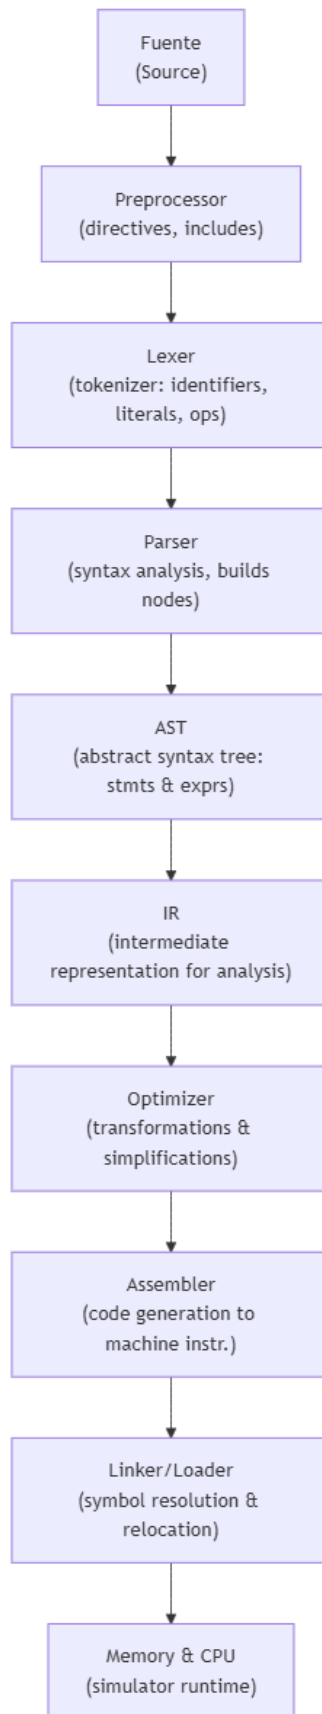 Fuente
(Source)
Preprocessor
(directives, includes)
Lexer
(tokenizer: identifiers,
literals, ops)
Parser
(syntax analysis, builds
nodes)
AST
(abstract syntax tree:
stmts & exprs)
IR
(intermediate
representation for analysis)
Optimizer
(transformations &
simplifications)
Assembler
(code generation to
machine instr.)
Linker/Loader
(symbol resolution &
relocation)
Memory & CPU
(simulator runtime)